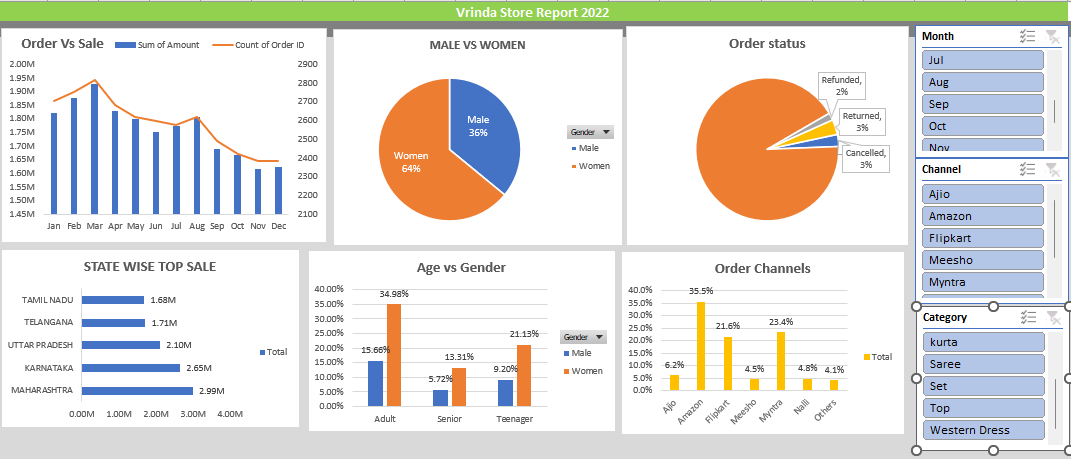 Vrinda Store Report 2022
Order Vs Sale
Sum of Amount
Count of Order ID
2.00M
1.95M
1.90M
1.85M
1.80M
1.75M
1.70M
1.65M
1.60M
1.55M
1.50M
1.45M
2900
2800
2700
2600
2500
2400
2300
2200
2100
Jan Feb Mar Apr May Jun Jul Aug Sep Oct Nov Dec
MALE VS WOMEN
Male
36%
Women
64%
Gender
Male
Women
Order status
Refunded,
2%
Returned,
3%
Cancelled,
3%
Month
Jul
Aug
Sep
Oct
Nov
Channel
Ajio
Amazon
Flipkart
Meesho
Myntra
STATE WISE TOP SALE
TAMIL NADU 1.68M
TELANGANA 1.71M
UTTAR PRADESH 2.10M
KARNATAKA 2.65M
MAHARASHTRA 2.99M
0.00M 1.00M 2.00M 3.00M 4.00M
Total
Age vs Gender
40.00%
35.00%
30.00%
25.00%
20.00%
15.00%
10.00%
5.00%
0.00%
15.66% 34.98%
5.72% 13.31%
9.20% 21.13%
Adult Senior Teenager
Gender
Male
Women
Order Channels
40.0%
35.0%
30.0%
25.0%
20.0%
15.0%
10.0%
5.0%
0.0%
6.2% 35.5% 21.6% 4.5% 23.4% 4.8% 4.1%
Ajio Amazon Flipkart Meesho Myntra Nalli Others
Total
Category
kurta
Saree
Set
Top
Western Dress